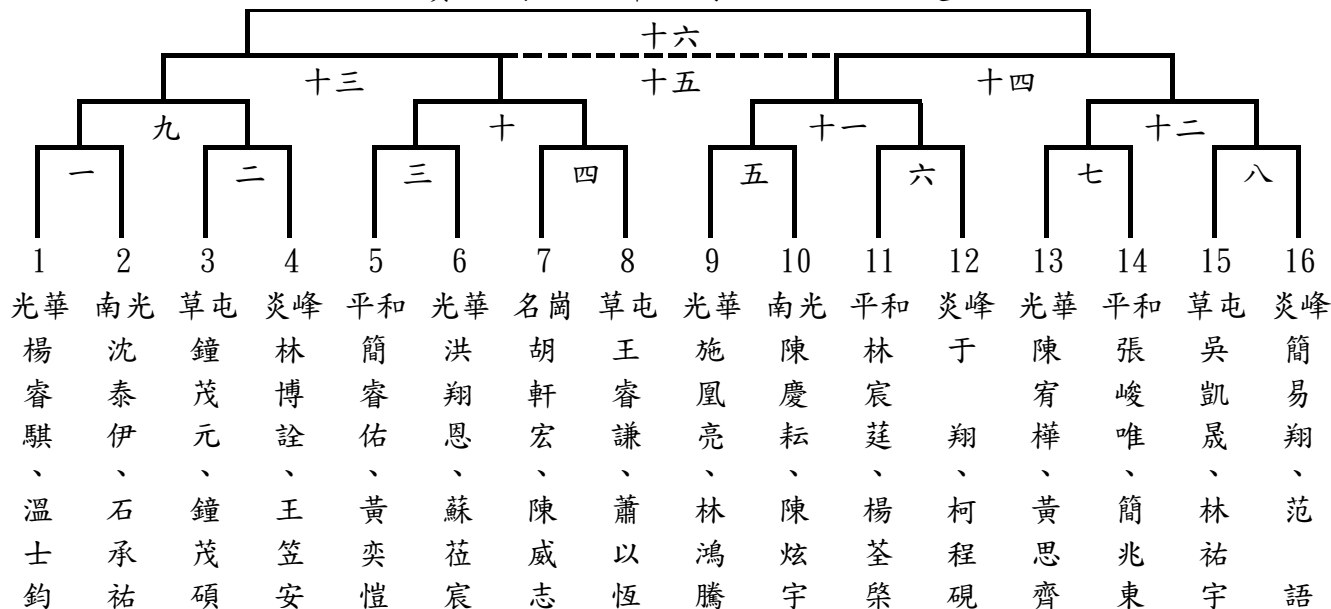 十六
十三 十五 十四
九 十 十一 十二
一 二 三 四 五 六 七 八
1 2 3 4 5 6 7 8 9 10 11 12 13 14 15 16
光華 南光 草屯 炎峰 平和 光華 名崗 草屯 光華 南光 平和 炎峰 光華 平和 草屯 炎峰
楊 沈 鐘 林 簡 洪 胡 王 施 陳 林 于 陳 張 吳 簡
睿 泰 茂 博 睿 翔 軒 睿 凰 慶 宸 宥 峻 凱 易
騏 伊 元 詮 佑 恩 宏 謙 亮 耘 莛 翔 樺 唯 晟 翔
、 、 、 、 、 、 、 、 、 、 、 、 、 、 、 、
溫 石 鐘 王 黃 蘇 陳 蕭 林 陳 楊 柯 黃 簡 林 范
士 承 茂 笠 奕 莅 威 以 鴻 炫 荃 程 思 兆 祐
鈞 祐 碩 安 愷 宸 志 恆 騰 宇 棨 硯 齊 東 宇 語